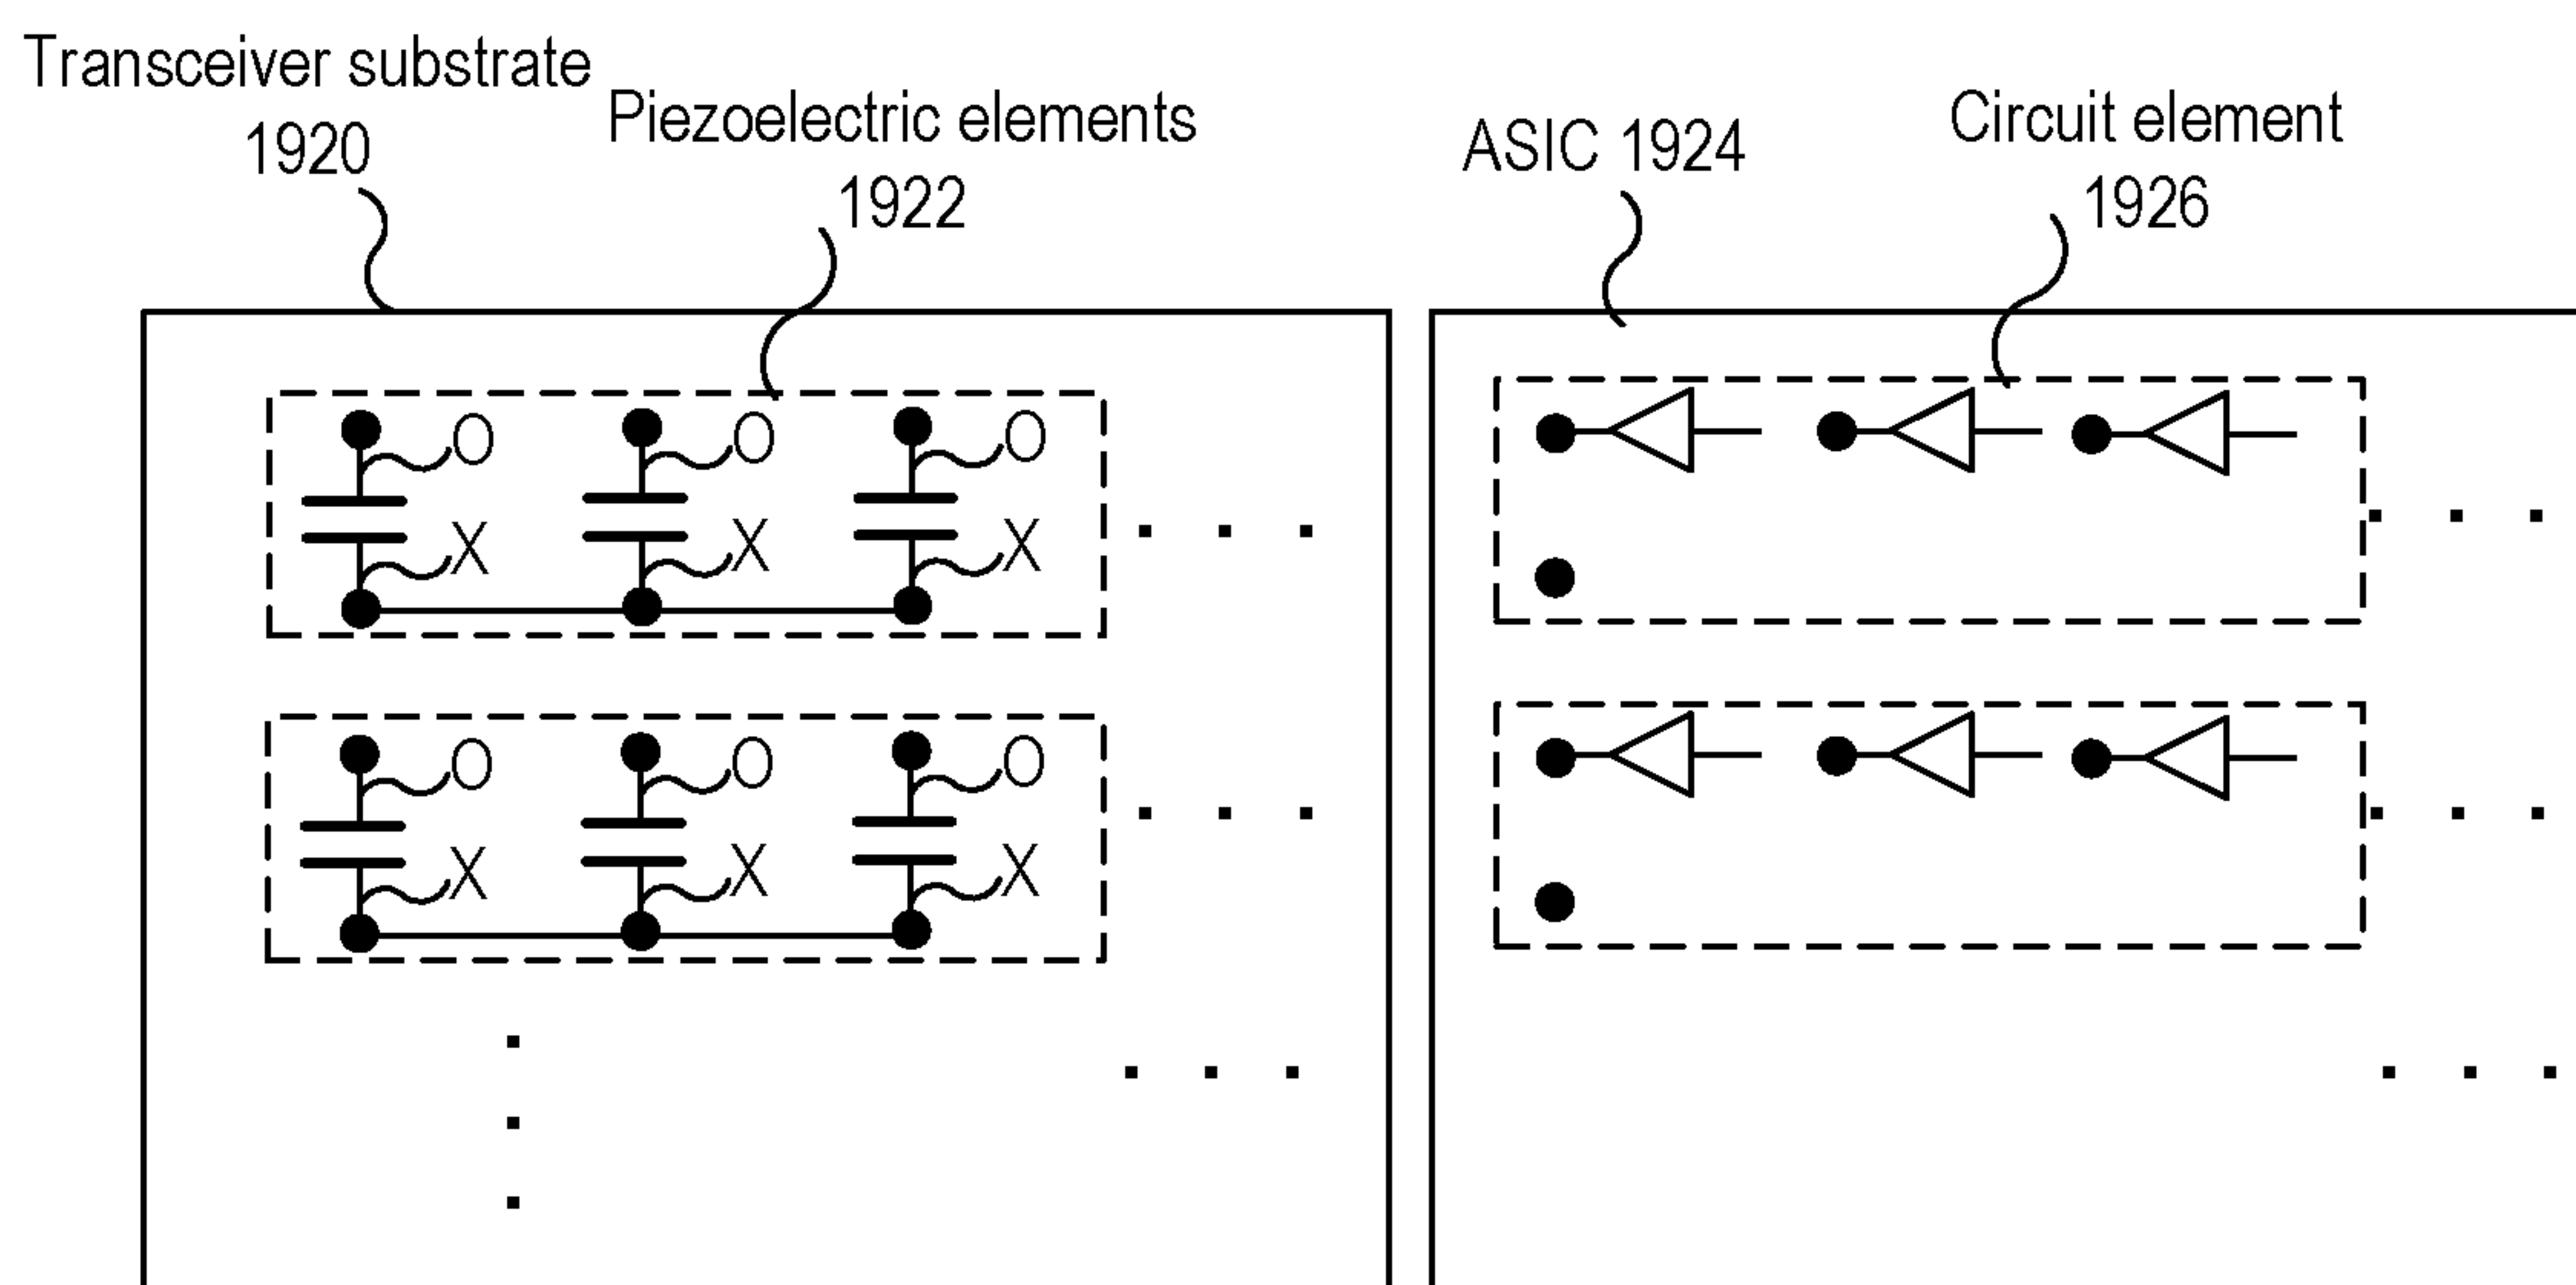 Transceiver substrate
1920
Piezoelectric elements
1922
ASIC 1924
Circuit element
1926
O O O
X X X
O O O
X X X